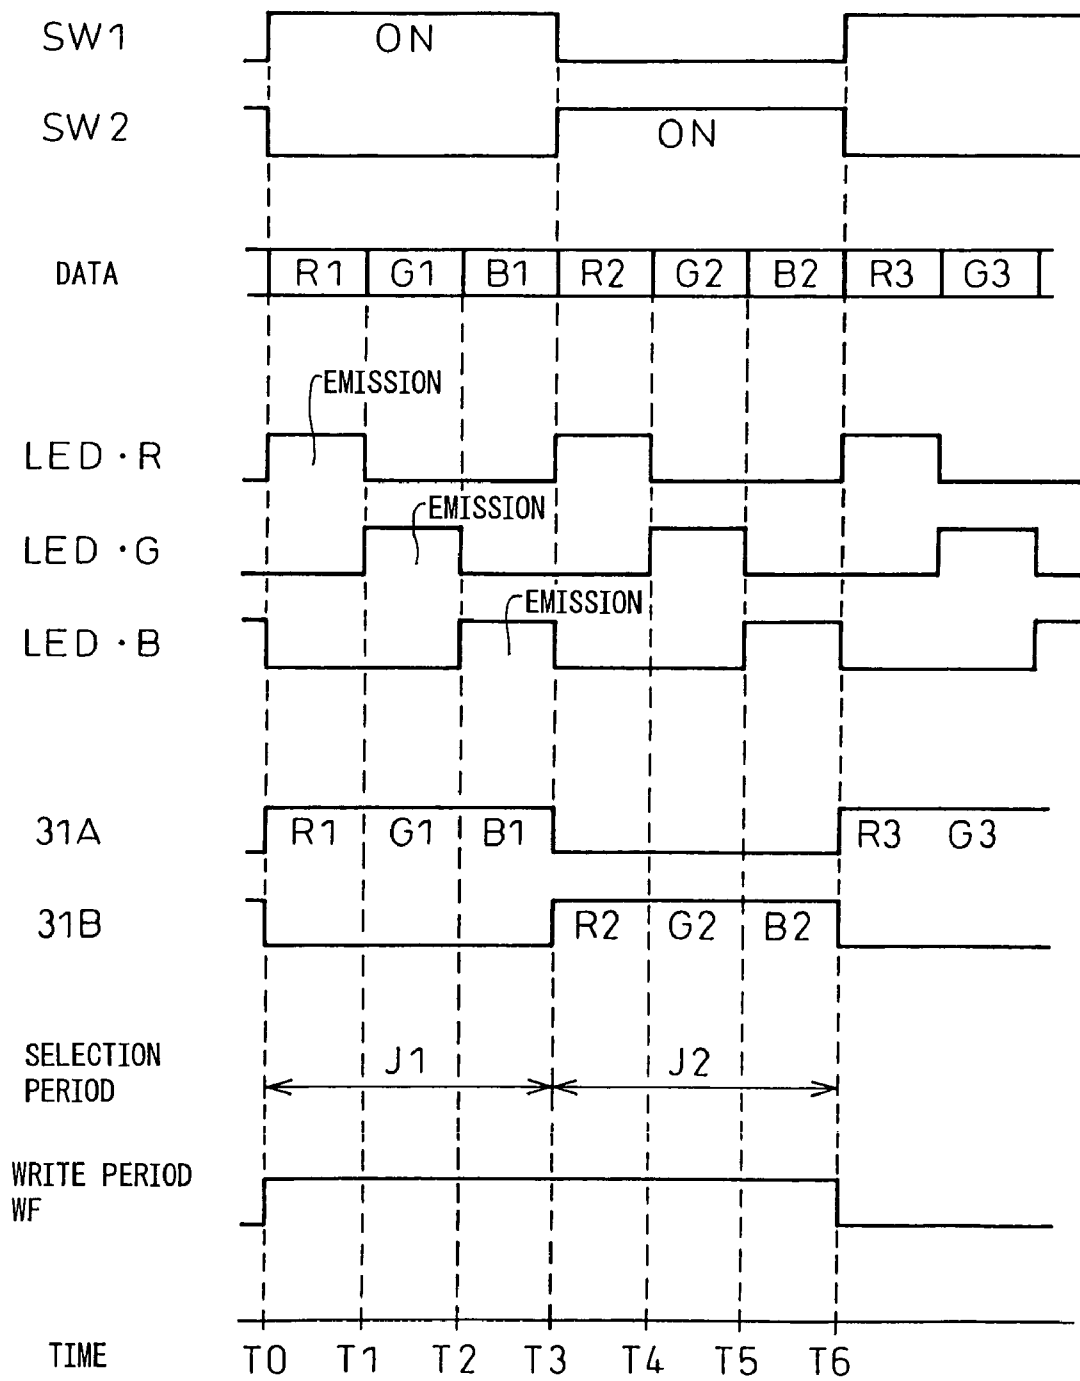 SW1 ON
SW2 ON
DATA R1 G1 B1 R2 G2 B2 R3 G3
EMISSION
LED・R
EMISSION
LED・G
EMISSION
LED・B
31A R1 G1 B1 R3 G3
31B R2 G2 B2
SELECTION
PERIOD
J1 J2
WRITE PERIOD
WF
TIME T0 T1 T2 T3 T4 T5 T6